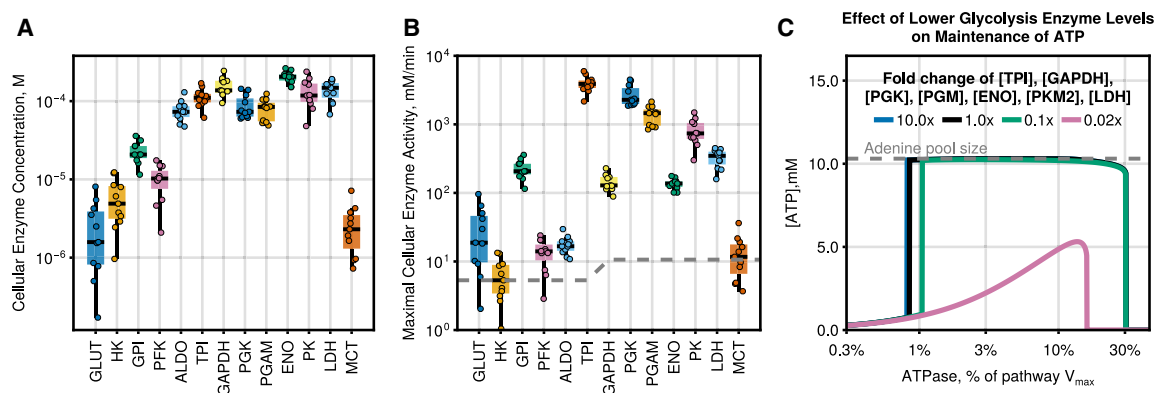 A
Cellular Enzyme Concentration, M
10⁻⁴
10⁻⁵
10⁻⁶
GLUT
HK
GPI
PFK
ALDO
TPI
GAPDH
PGK
PGAM
ENO
PK
LDH
MCT
B
Maximal Cellular Enzyme Activity, mM/min
10⁴
10³
10²
10¹
10⁰
GLUT
HK
GPI
PFK
ALDO
TPI
GAPDH
PGK
PGAM
ENO
PK
LDH
MCT
C
Effect of Lower Glycolysis Enzyme Levels
on Maintenance of ATP
Fold change of [TPI], [GAPDH],
[PGK], [PGM], [ENO], [PKM2], [LDH]
10.0x 1.0x 0.1x 0.02x
Adenine pool size
[ATP],mM
15.0
10.0
5.0
0.0
0.3% 1% 3% 10% 30%
ATPase, % of pathway Vmax